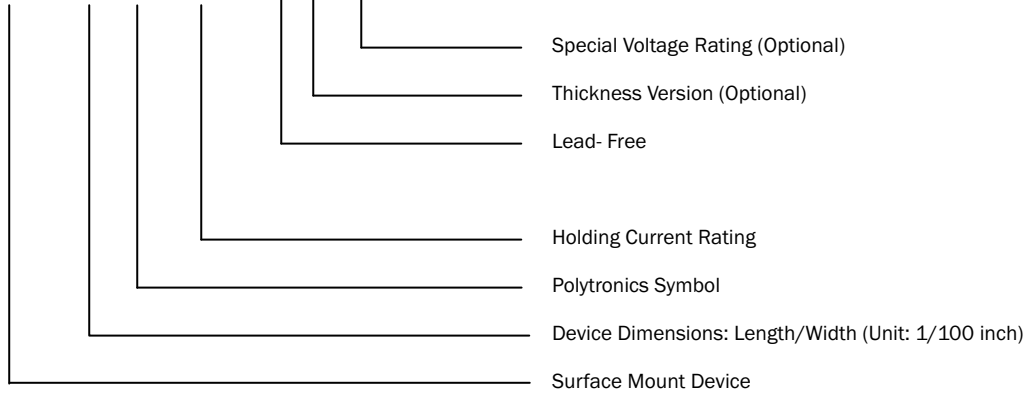 Special Voltage Rating (Optional)
Thickness Version (Optional)
Lead- Free
Holding Current Rating
Polytronics Symbol
Device Dimensions: Length/Width (Unit: 1/100 inch)
Surface Mount Device